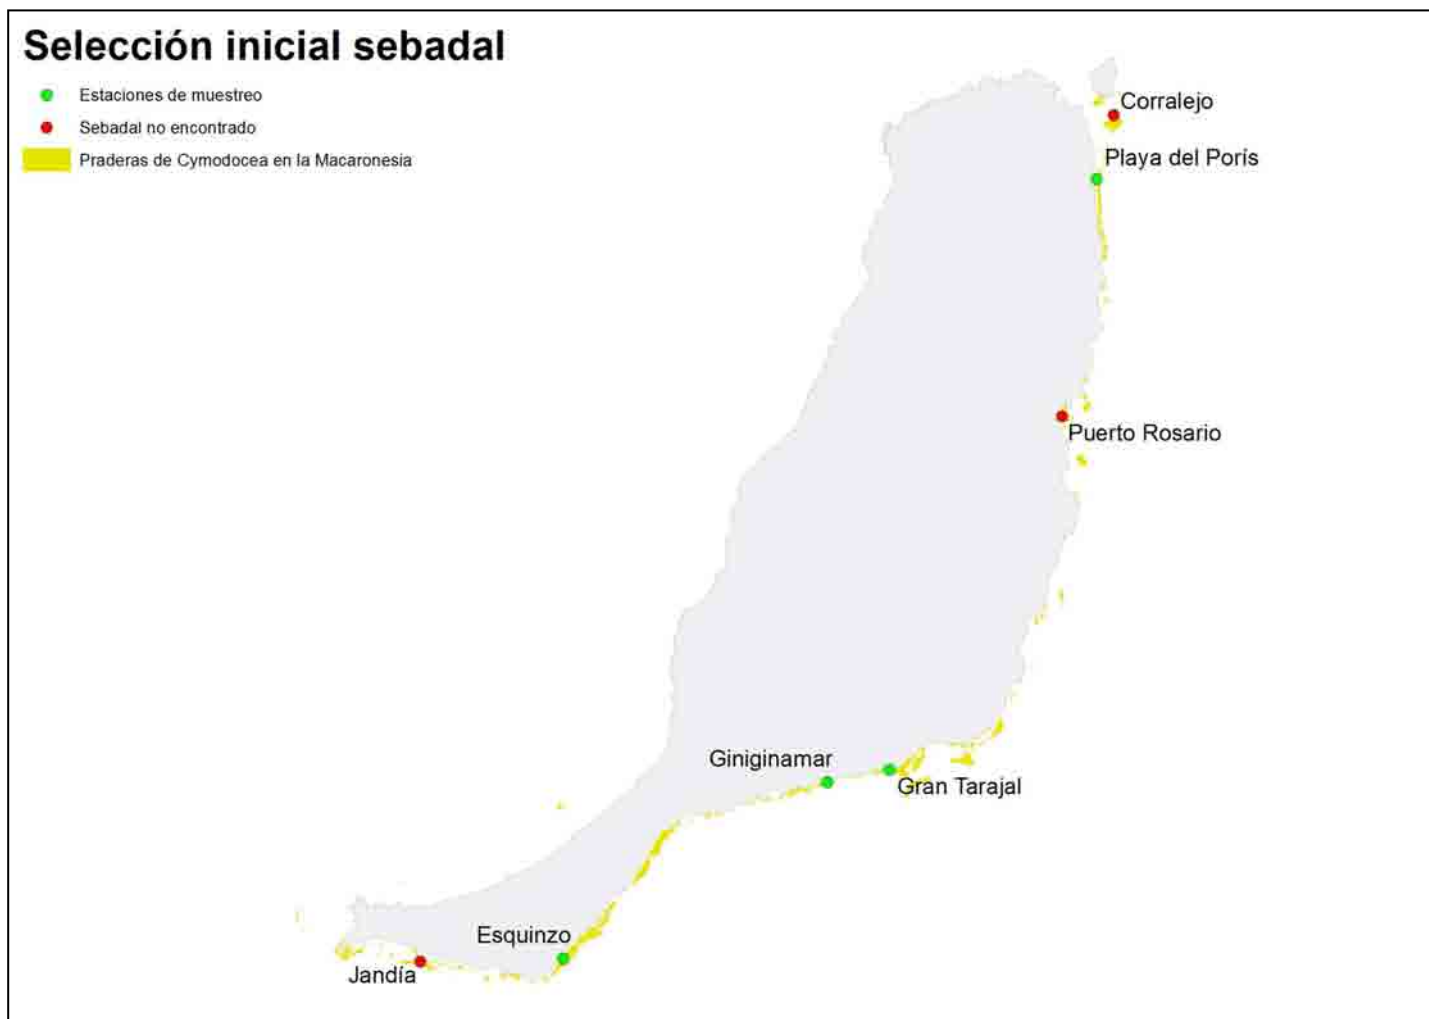 Selección inicial sebadal
Estaciones de muestreo
Sebadal no encontrado
Praderas de Cymodocea en la Macaronesia
Corralejo
Playa del Porís
Puerto Rosario
Giniginamar
Gran Tarajal
Esquinzo
Jandía